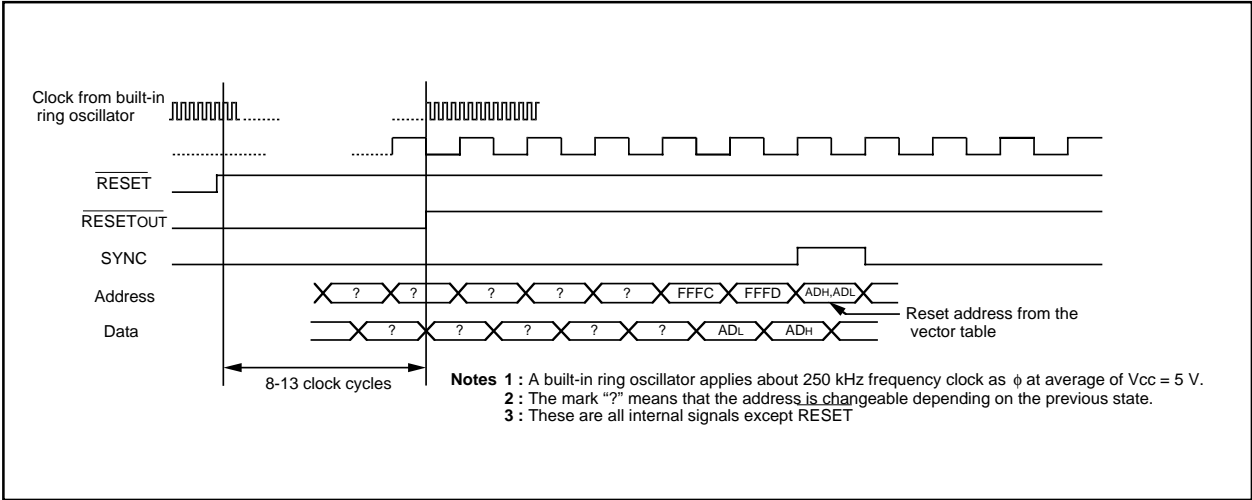 Clock from built-in
ring oscillator
RESET
RESETOUT
SYNC
Address
? ? ? ? ? FFFC FFFD ADH,ADL
Reset address from the
vector table
Data
? ? ? ? ? ADL ADH
8-13 clock cycles
Notes 1 : A built-in ring oscillator applies about 250 kHz frequency clock as ϕ at average of Vcc = 5 V.
2 : The mark “?” means that the address is changeable depending on the previous state.
3 : These are all internal signals except RESET